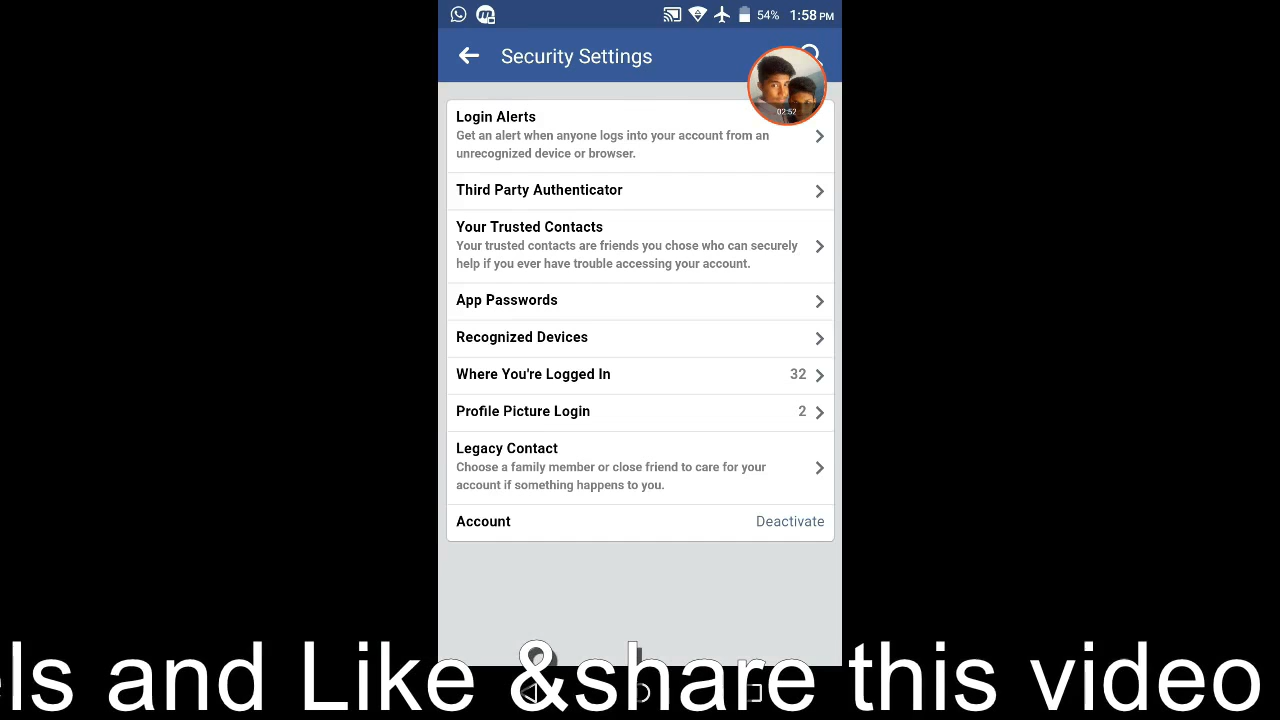 54% 1:58 PM
Security Settings
02:52
Login Alerts
Get an alert when anyone logs into your account from an
unrecognized device or browser.
Third Party Authenticator
Your Trusted Contacts
Your trusted contacts are friends you chose who can securely
help if you ever have trouble accessing your account.
App Passwords
Recognized Devices
Where You're Logged In 32
Profile Picture Login 2
Legacy Contact
Choose a family member or close friend to care for your
account if something happens to you.
Account Deactivate
els and Like &share this video